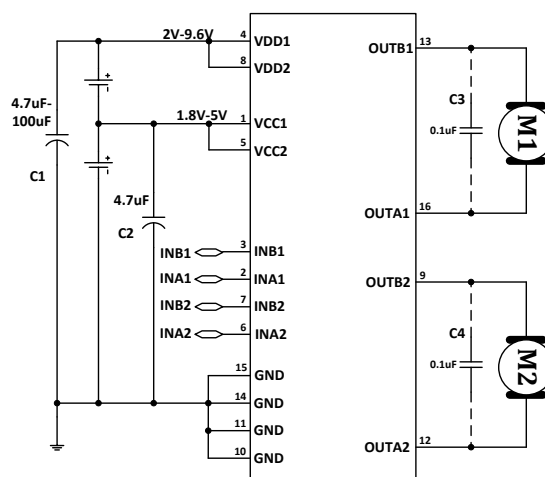 2V-9.6V
4 VDD1
8 VDD2
4.7uF-
100uF
C1
1.8V-5V
1 VCC1
5 VCC2
4.7uF
C2
INB1 3 INB1
INA1 2 INA1
INB2 7 INB2
INA2 6 INA2
15 GND
14 GND
11 GND
10 GND
OUTB1 13
C3
0.1uF
M1
OUTA1 16
OUTB2 9
C4
0.1uF
M2
OUTA2 12